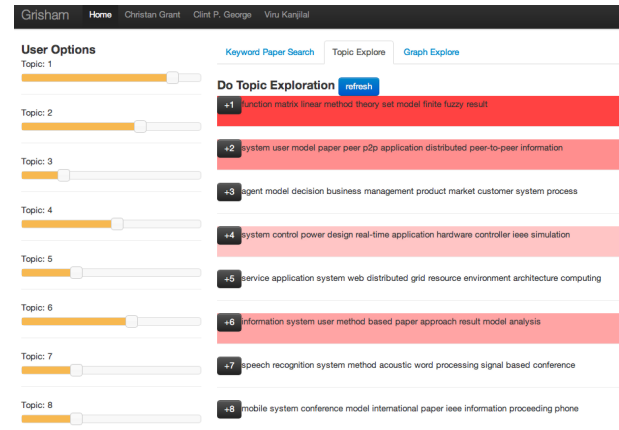 Grisham Home Christan Grant Clint P. George Viru Kanjilal
User Options
Topic: 1
Topic: 2
Topic: 3
Topic: 4
Topic: 5
Topic: 6
Topic: 7
Topic: 8
Keyword Paper Search Topic Explore Graph Explore
Do Topic Exploration refresh
+1 function matrix linear method theory set model finite fuzzy result
+2 system user model paper peer p2p application distributed peer-to-peer information
+3 agent model decision business management product market customer system process
+4 system control power design real-time application hardware controller ieee simulation
+5 service application system web distributed grid resource environment architecture computing
+6 information system user method based paper approach result model analysis
+7 speech recognition system method acoustic word processing signal based conference
+8 mobile system conference model international paper ieee information proceeding phone